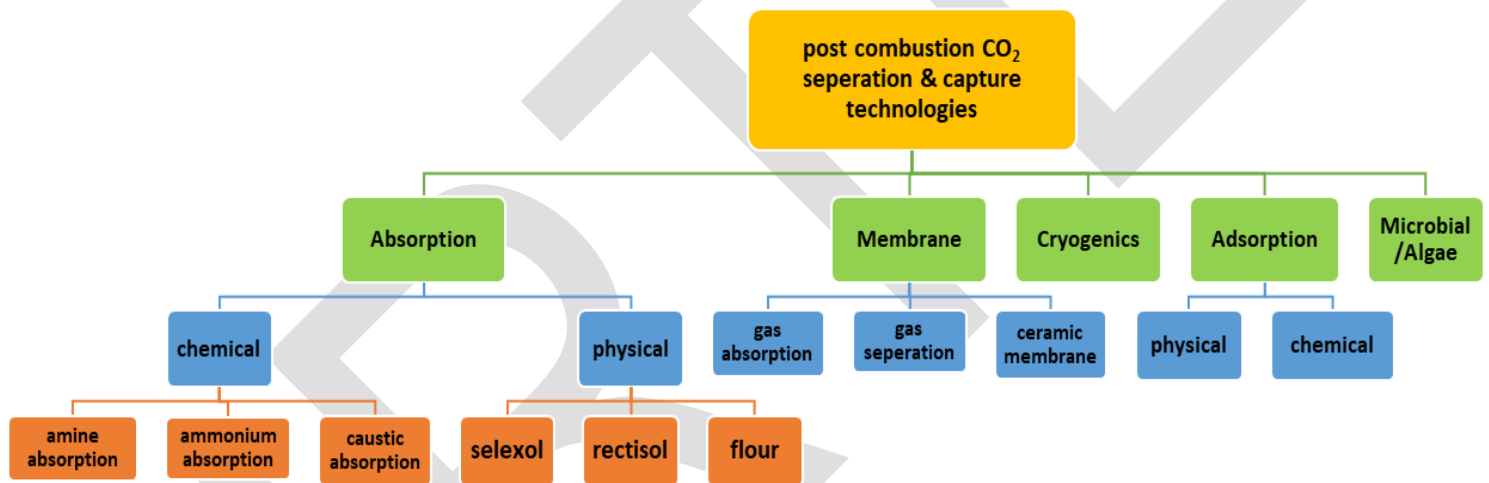 post combustion CO₂
seperation & capture
technologies
Absorption
Membrane
Cryogenics
Adsorption
Microbial
/Algae
chemical
physical
gas
absorption
gas
seperation
ceramic
membrane
physical
chemical
amine
absorption
ammonium
absorption
caustic
absorption
selexol
rectisol
flour